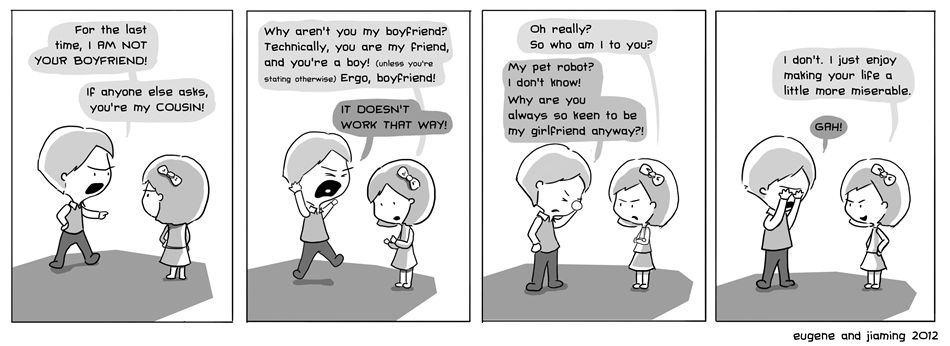 For the last
time, I AM NOT
YOUR BOYFRIEND!
If anyone else asks,
you're my COUSIN!
Why aren't you my boyfriend?
Technically, you are my friend,
and you're a boy! (unless you're
stating otherwise) Ergo, boyfriend!
IT DOESN'T
WORK THAT WAY!
Oh really?
So who am I to you?
My pet robot?
I don't know!
Why are you
always so keen to be
my girlfriend anyway?!
I don't. I just enjoy
making your life a
little more miserable.
GAH!
eugene and jiaming 2012